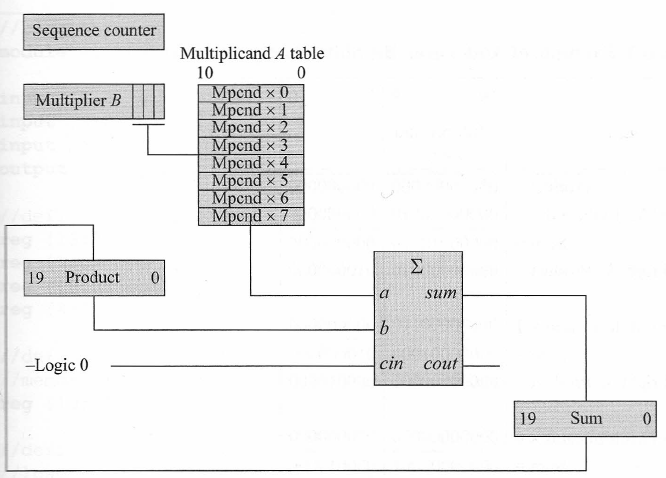 Sequence counter
Multiplicand A table
10 0
Multiplier B
Mpcnd × 0
Mpcnd × 1
Mpcnd × 2
Mpcnd × 3
Mpcnd × 4
Mpcnd × 5
Mpcnd × 6
Mpcnd × 7
19 Product 0
Σ
a sum
b
–Logic 0
cin cout
19 Sum 0